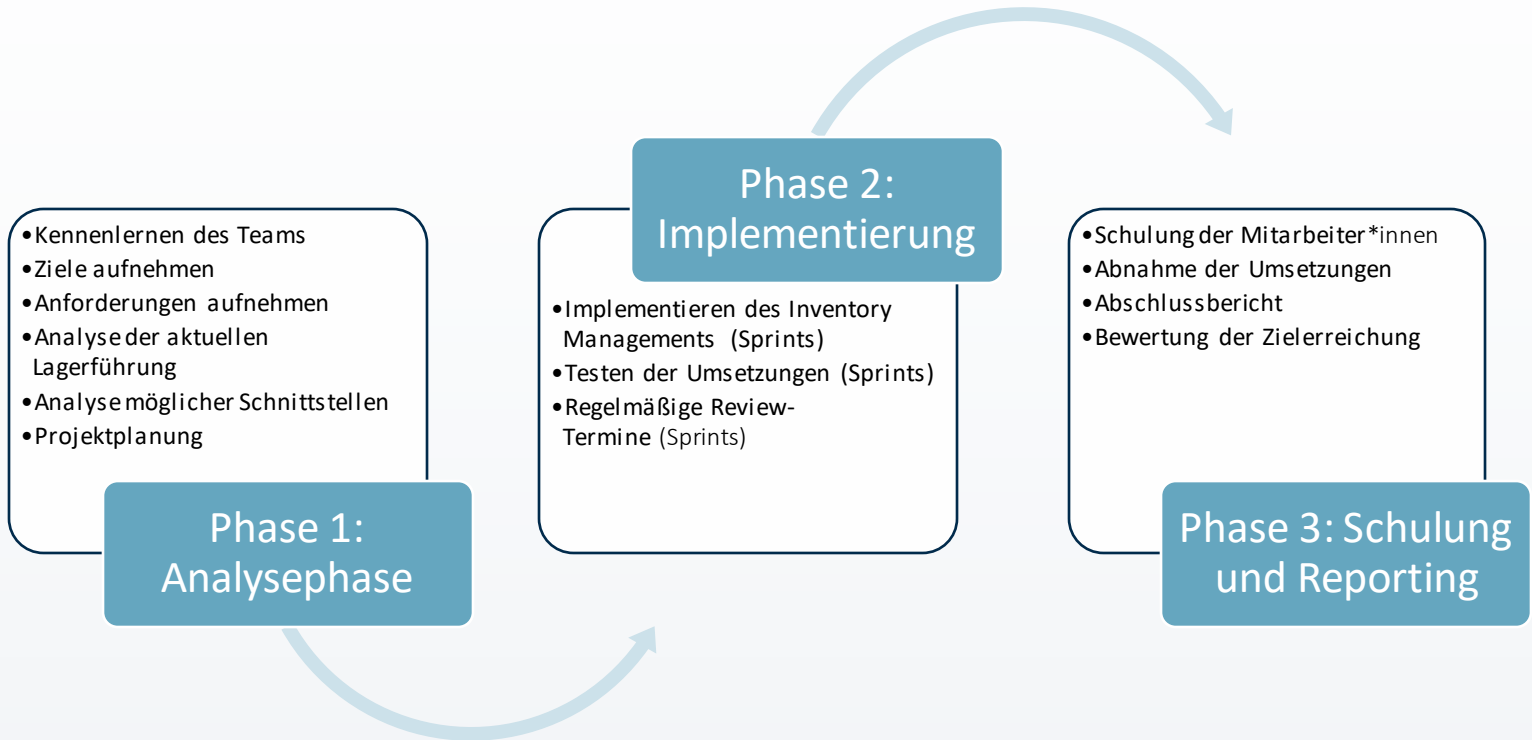 •Kennenlernen des Teams
•Ziele aufnehmen
•Anforderungen aufnehmen
•Analyse der aktuellen
Lagerführung
•Analyse möglicher Schnittstellen
•Projektplanung
Phase 1:
Analysephase
Phase 2:
Implementierung
•Implementieren des Inventory
Managements (Sprints)
•Testen der Umsetzungen (Sprints)
•Regelmäßige Review-
Termine (Sprints)
•Schulung der Mitarbeiter*innen
•Abnahme der Umsetzungen
•Abschlussbericht
•Bewertung der Zielerreichung
Phase 3: Schulung
und Reporting